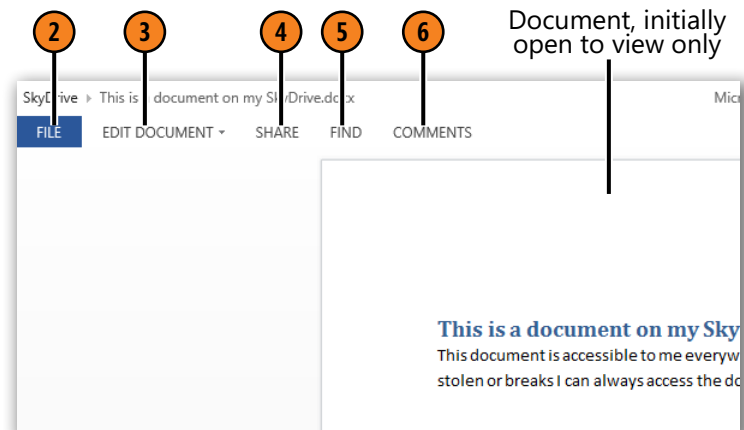 2 3 4 5 6
Document, initially
open to view only
SkyDrive ▸ This is a document on my SkyDrive.docx
FILE EDIT DOCUMENT ▾ SHARE FIND COMMENTS
This is a document on my Sky
This document is accessible to me everyw
stolen or breaks I can always access the do